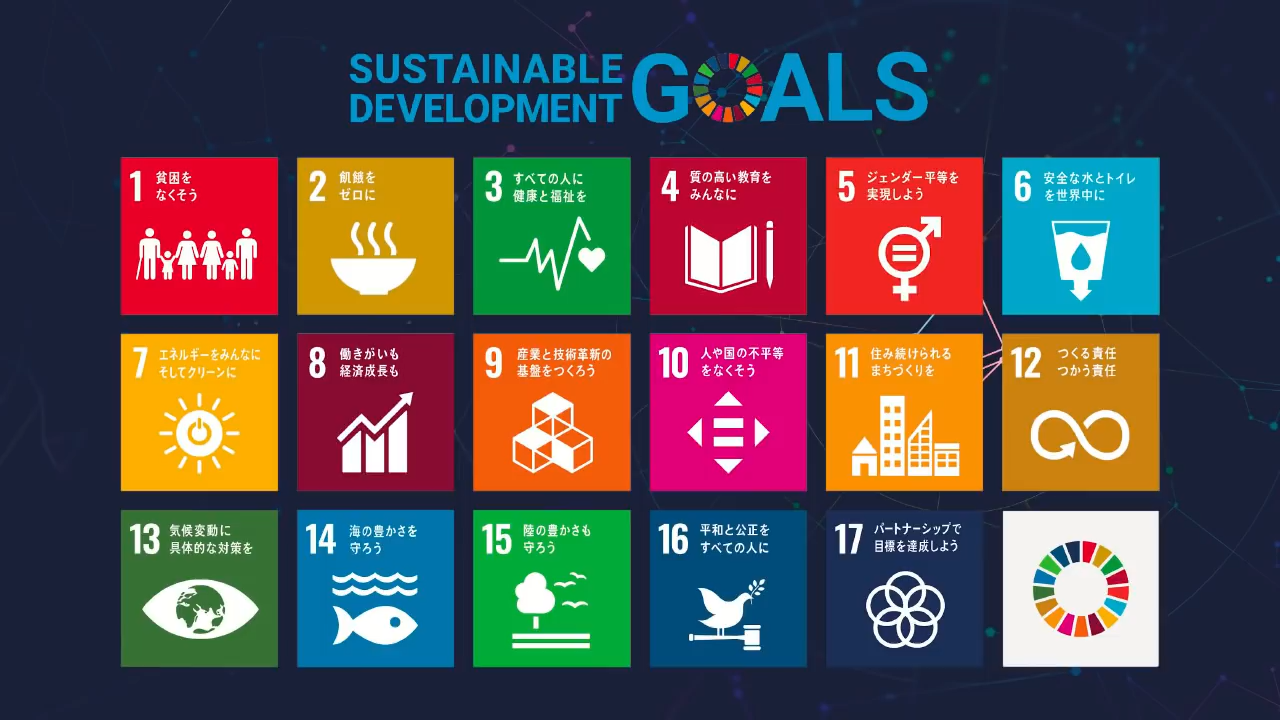 SUSTAINABLE
DEVELOPMENT
GOALS
1
貧困を
なくそう
2
飢餓を
ゼロに
3
すべての人に
健康と福祉を
4
質の高い教育を
みんなに
5
ジェンダー平等を
実現しよう
6
安全な水とトイレ
を世界中に
7
エネルギーをみんなに
そしてクリーンに
8
働きがいも
経済成長も
9
産業と技術革新の
基盤をつくろう
10
人や国の不平等
をなくそう
11
住み続けられる
まちづくりを
12
つくる責任
つかう責任
13
気候変動に
具体的な対策を
14
海の豊かさを
守ろう
15
陸の豊かさも
守ろう
16
平和と公正を
すべての人に
17
パートナーシップで
目標を達成しよう